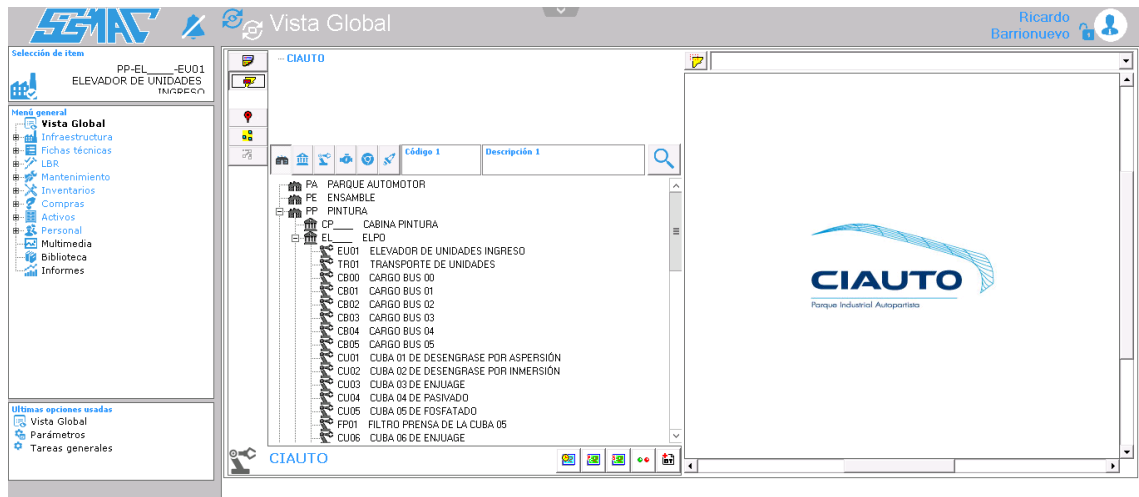 SGMAC
Vista Global
Ricardo
Barrionuevo
Selección de item
PP-EL____-EU01
ELEVADOR DE UNIDADES
INGRESO
Menú general
Vista Global
Infraestructura
Fichas técnicas
LBR
Mantenimiento
Inventarios
Compras
Activos
Personal
Multimedia
Biblioteca
Informes
Ultimas opciones usadas
Vista Global
Parámetros
Tareas generales
CIAUTO
Código 1
Descripción 1
PA PARQUE AUTOMOTOR
PE ENSAMBLE
PP PINTURA
CP____ CABINA PINTURA
EL____ ELPO
EU01 ELEVADOR DE UNIDADES INGRESO
TR01 TRANSPORTE DE UNIDADES
CB00 CARGO BUS 00
CB01 CARGO BUS 01
CB02 CARGO BUS 02
CB03 CARGO BUS 03
CB04 CARGO BUS 04
CB05 CARGO BUS 05
CU01 CUBA 01 DE DESENGRASE POR ASPERSIÓN
CU02 CUBA 02 DE DESENGRASE POR INMERSIÓN
CU03 CUBA 03 DE ENJUAGE
CU04 CUBA 04 DE PASIVADO
CU05 CUBA 05 DE FOSFATADO
FP01 FILTRO PRENSA DE LA CUBA 05
CU06 CUBA 06 DE ENJUAGE
CIAUTO
OT
CIAUTO
Parque Industrial Autopartista